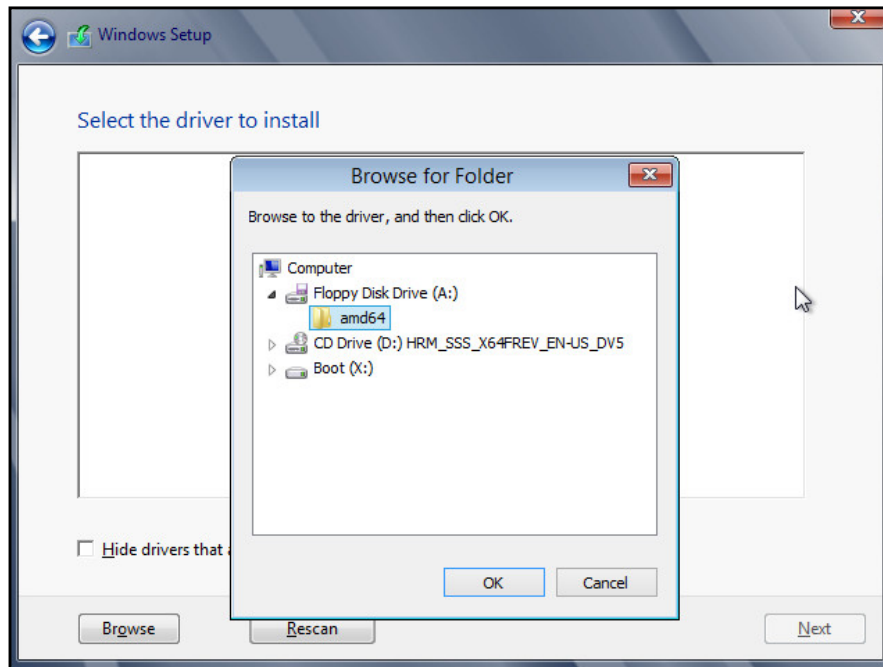 Windows Setup
Select the driver to install
Browse for Folder
Browse to the driver, and then click OK.
Computer
Floppy Disk Drive (A:)
amd64
CD Drive (D:) HRM_SSS_X64FREV_EN-US_DV5
Boot (X:)
Hide drivers that
OK Cancel
Browse Rescan Next